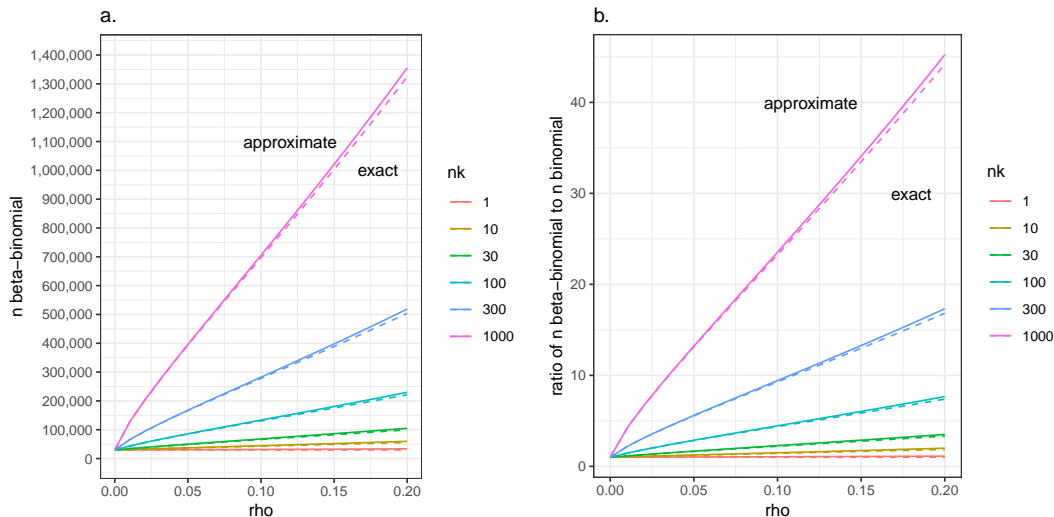 a.
n beta−binomial
1,400,000
1,300,000
1,200,000
1,100,000
1,000,000
900,000
800,000
700,000
600,000
500,000
400,000
300,000
200,000
100,000
0
approximate
exact
0.00 0.05 0.10 0.15 0.20
rho
nk
1
10
30
100
300
1000
b.
ratio of n beta−binomial to n binomial
40
30
20
10
0
approximate
exact
0.00 0.05 0.10 0.15 0.20
rho
nk
1
10
30
100
300
1000